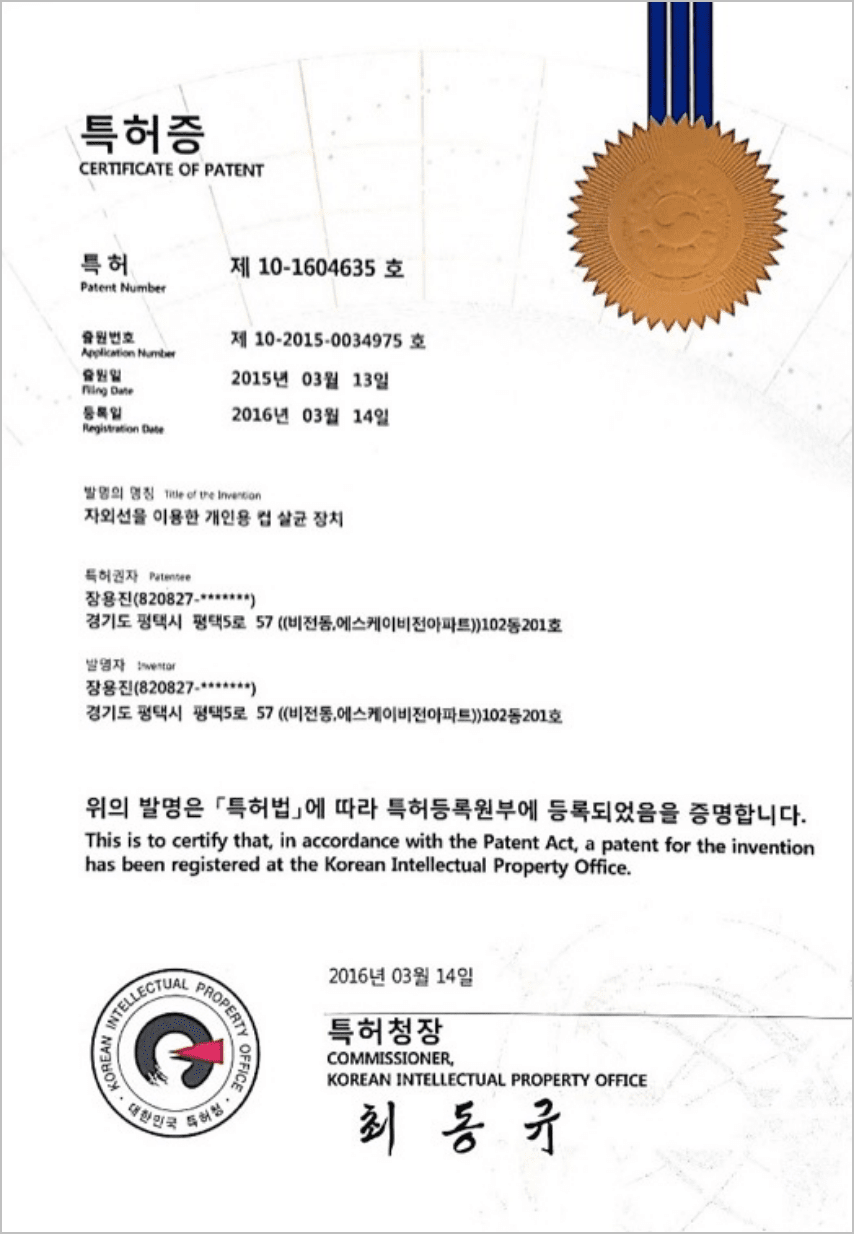 특허증
CERTIFICATE OF PATENT
특허 제 10-1604635 호
Patent Number
출원번호 제 10-2015-0034975 호
Application Number
출원일 2015년 03월 13일
Filing Date
등록일 2016년 03월 14일
Registration Date
발명의 명칭 Title of the Invention
자외선을 이용한 개인용 컵 살균 장치
특허권자 Patentee
장용진(820827-*******)
경기도 평택시 평택5로 57 ((비전동,에스케이비전아파트))102동201호
발명자 Inventor
장용진(820827-*******)
경기도 평택시 평택5로 57 ((비전동,에스케이비전아파트))102동201호
위의 발명은 「특허법」에 따라 특허등록원부에 등록되었음을 증명합니다.
This is to certify that, in accordance with the Patent Act, a patent for the invention
has been registered at the Korean Intellectual Property Office.
2016년 03월 14일
특허청장
COMMISSIONER,
KOREAN INTELLECTUAL PROPERTY OFFICE
최동규
KOREAN INTELLECTUAL PROPERTY OFFICE
대한민국 특허청